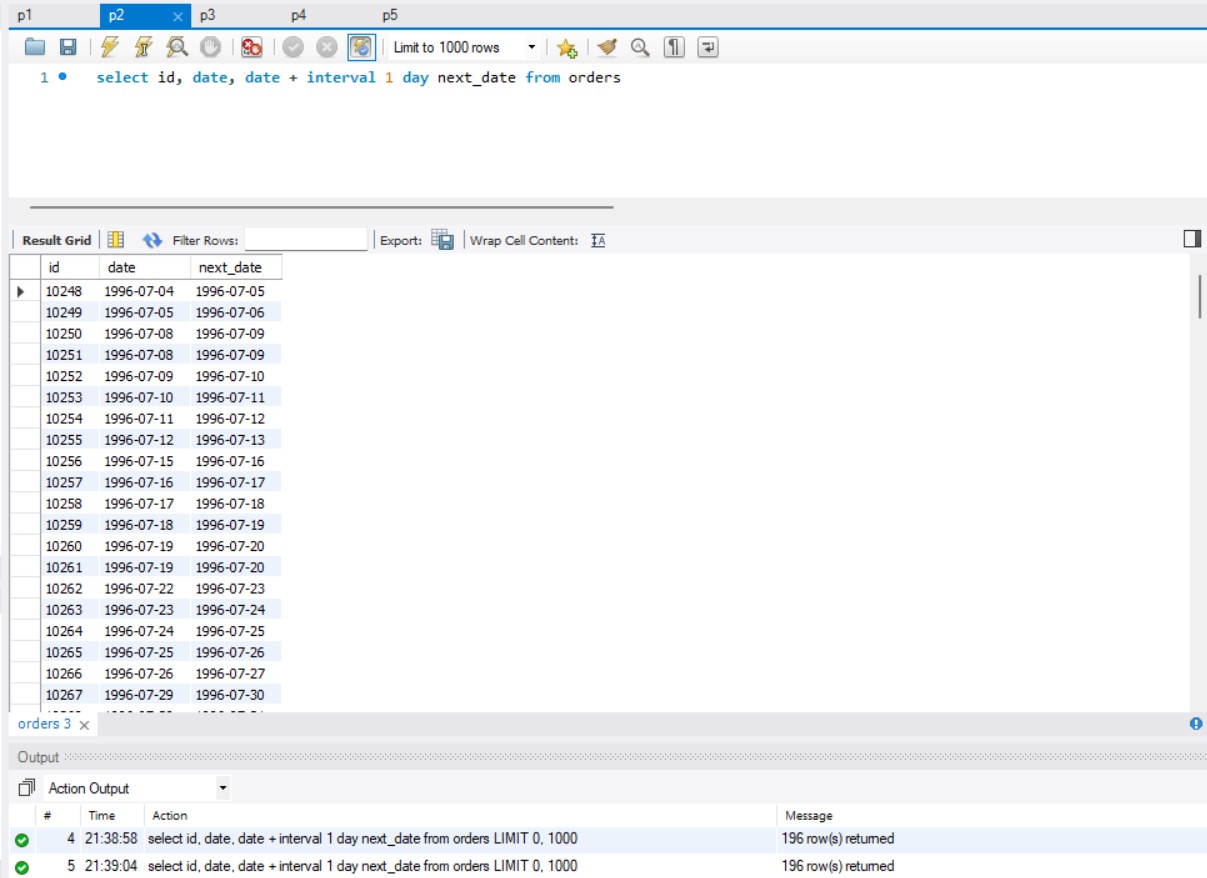 p1 p2 × p3 p4 p5
Limit to 1000 rows
1 select id, date, date + interval 1 day next_date from orders
Result Grid Filter Rows: Export: Wrap Cell Content:
id date next_date
10248 1996-07-04 1996-07-05
10249 1996-07-05 1996-07-06
10250 1996-07-08 1996-07-09
10251 1996-07-08 1996-07-09
10252 1996-07-09 1996-07-10
10253 1996-07-10 1996-07-11
10254 1996-07-11 1996-07-12
10255 1996-07-12 1996-07-13
10256 1996-07-15 1996-07-16
10257 1996-07-16 1996-07-17
10258 1996-07-17 1996-07-18
10259 1996-07-18 1996-07-19
10260 1996-07-19 1996-07-20
10261 1996-07-19 1996-07-20
10262 1996-07-22 1996-07-23
10263 1996-07-23 1996-07-24
10264 1996-07-24 1996-07-25
10265 1996-07-25 1996-07-26
10266 1996-07-26 1996-07-27
10267 1996-07-29 1996-07-30
orders 3 ×
Output
Action Output
# Time Action Message
4 21:38:58 select id, date, date + interval 1 day next_date from orders LIMIT 0, 1000 196 row(s) returned
5 21:39:04 select id, date, date + interval 1 day next_date from orders LIMIT 0, 1000 196 row(s) returned